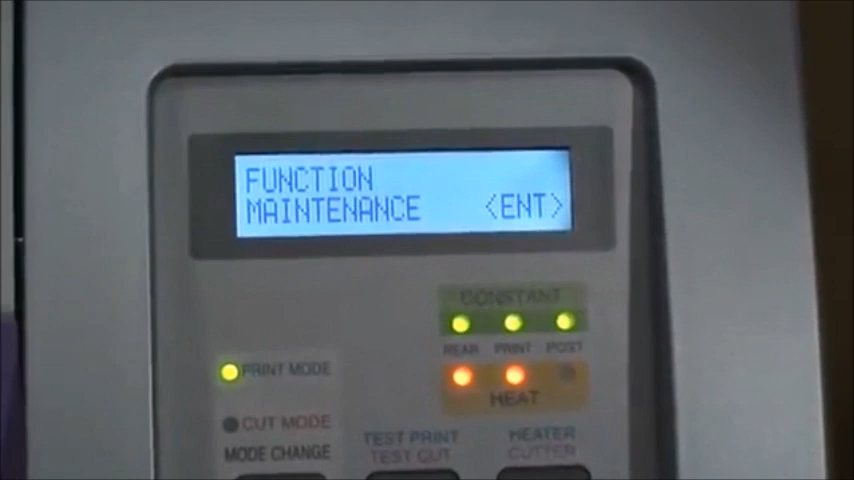 FUNCTION
MAINTENANCE <ENT>
CONSTANT
REAR PRINT POST
PRINT MODE
HEAT
CUT MODE
MODE CHANGE
TEST PRINT
TEST CUT
HEATER
CUTTER